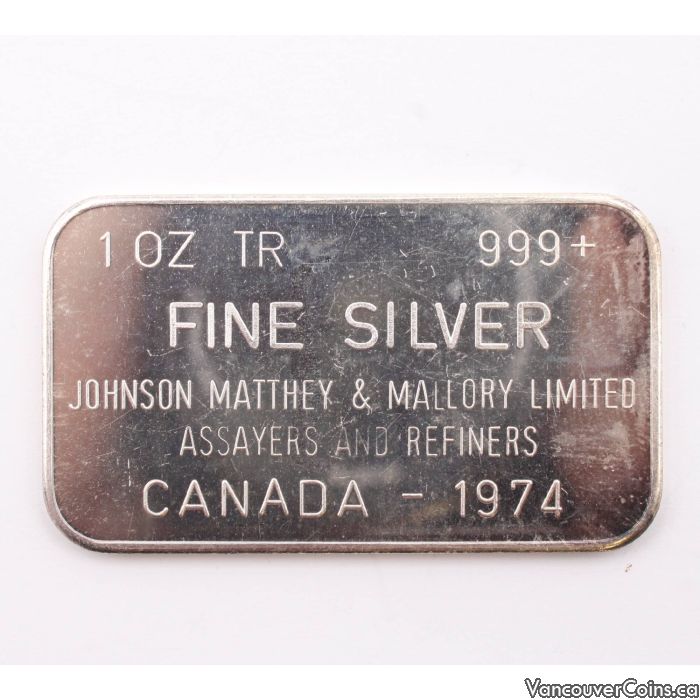 1 OZ TR 999+
FINE SILVER
JOHNSON MATTHEY & MALLORY LIMITED
ASSAYERS AND REFINERS
CANADA - 1974
VancouverCoins.ca